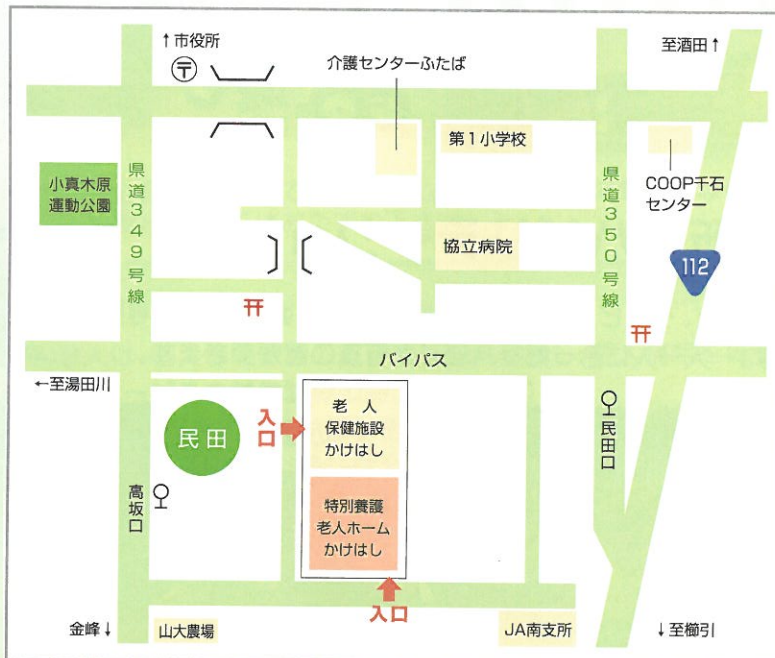 ↑市役所
〒
介護センターふたば
至酒田↑
第1小学校
小真木原
運動公園
県道349号線
県道350号線
COOP千石
センター
協立病院
112
バイパス
←至湯田川
民田
入口
老人
保健施設
かけはし
民田口
高坂口
特別養護
老人ホーム
かけはし
入口
金峰↓
山大農場
JA南支所
↓至櫛引